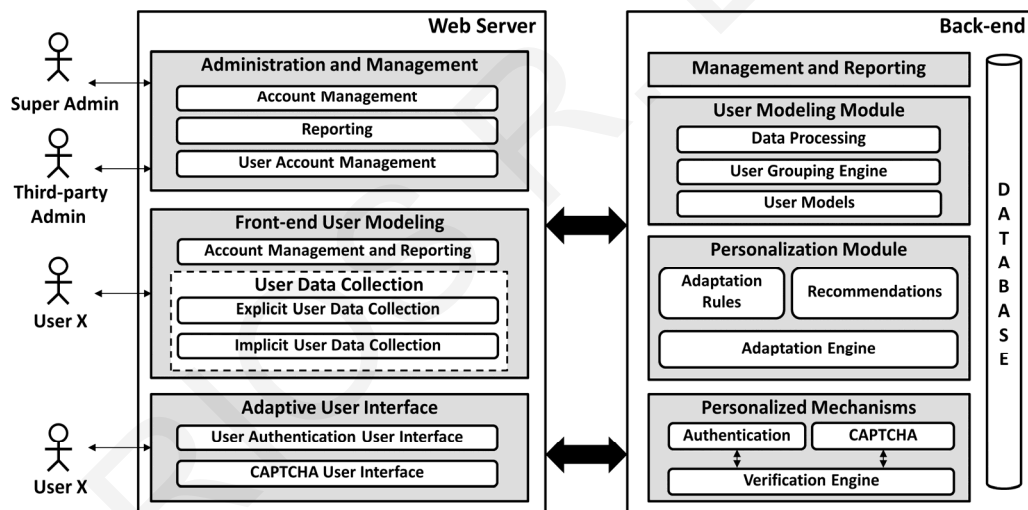 Web Server
Back-end
Super Admin
Third-party
Admin
User X
User X
Administration and Management
Account Management
Reporting
User Account Management
Front-end User Modeling
Account Management and Reporting
User Data Collection
Explicit User Data Collection
Implicit User Data Collection
Adaptive User Interface
User Authentication User Interface
CAPTCHA User Interface
Management and Reporting
User Modeling Module
Data Processing
User Grouping Engine
User Models
Personalization Module
Adaptation
Rules
Recommendations
Adaptation Engine
Personalized Mechanisms
Authentication
CAPTCHA
Verification Engine
DATABASE